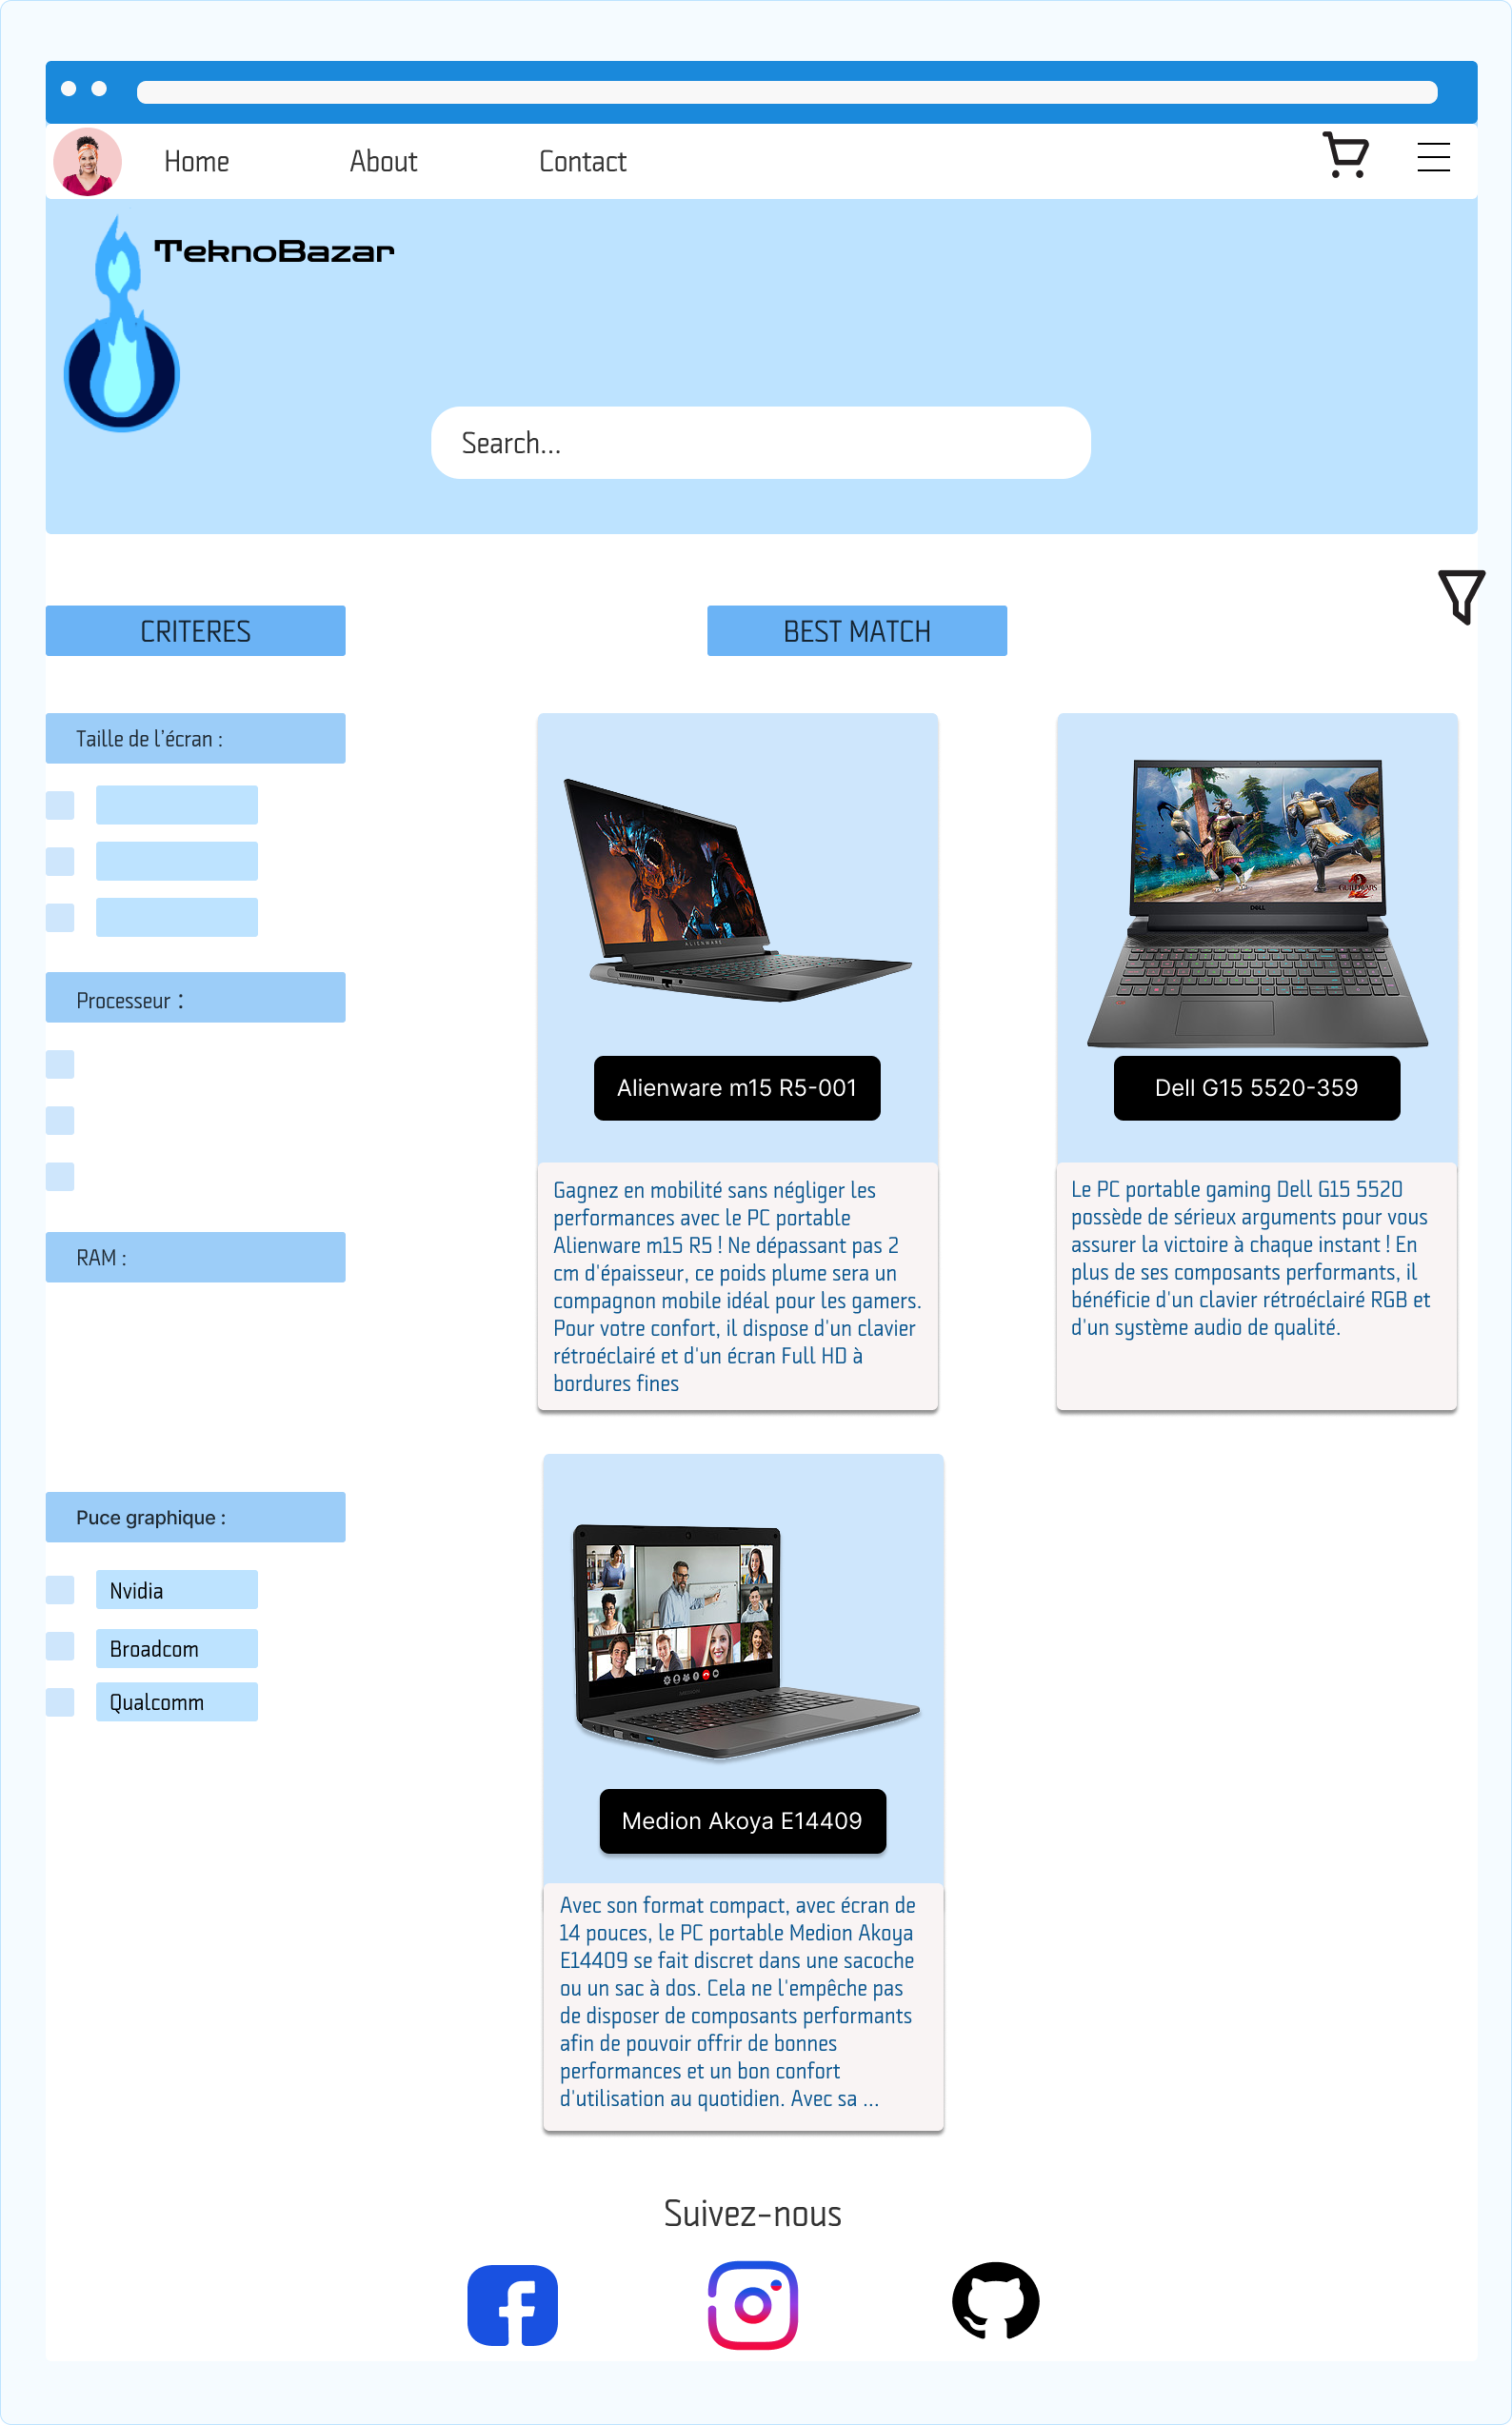 Home About Contact
TeknoBazar
Search...
CRITERES
BEST MATCH
Taille de l'écran :
Processeur :
RAM :
Puce graphique :
Nvidia
Broadcom
Qualcomm
ALIENWARE
Alienware m15 R5-001
Gagnez en mobilité sans négliger les
performances avec le PC portable
Alienware m15 R5 ! Ne dépassant pas 2
cm d'épaisseur, ce poids plume sera un
compagnon mobile idéal pour les gamers.
Pour votre confort, il dispose d'un clavier
rétroéclairé et d'un écran Full HD à
bordures fines
GUILD WARS 2
DELL
Dell G15 5520-359
Le PC portable gaming Dell G15 5520
possède de sérieux arguments pour vous
assurer la victoire à chaque instant ! En
plus de ses composants performants, il
bénéficie d'un clavier rétroéclairé RGB et
d'un système audio de qualité.
MEDION
Medion Akoya E14409
Avec son format compact, avec écran de
14 pouces, le PC portable Medion Akoya
E14409 se fait discret dans une sacoche
ou un sac à dos. Cela ne l'empêche pas
de disposer de composants performants
afin de pouvoir offrir de bonnes
performances et un bon confort
d'utilisation au quotidien. Avec sa ...
Suivez-nous